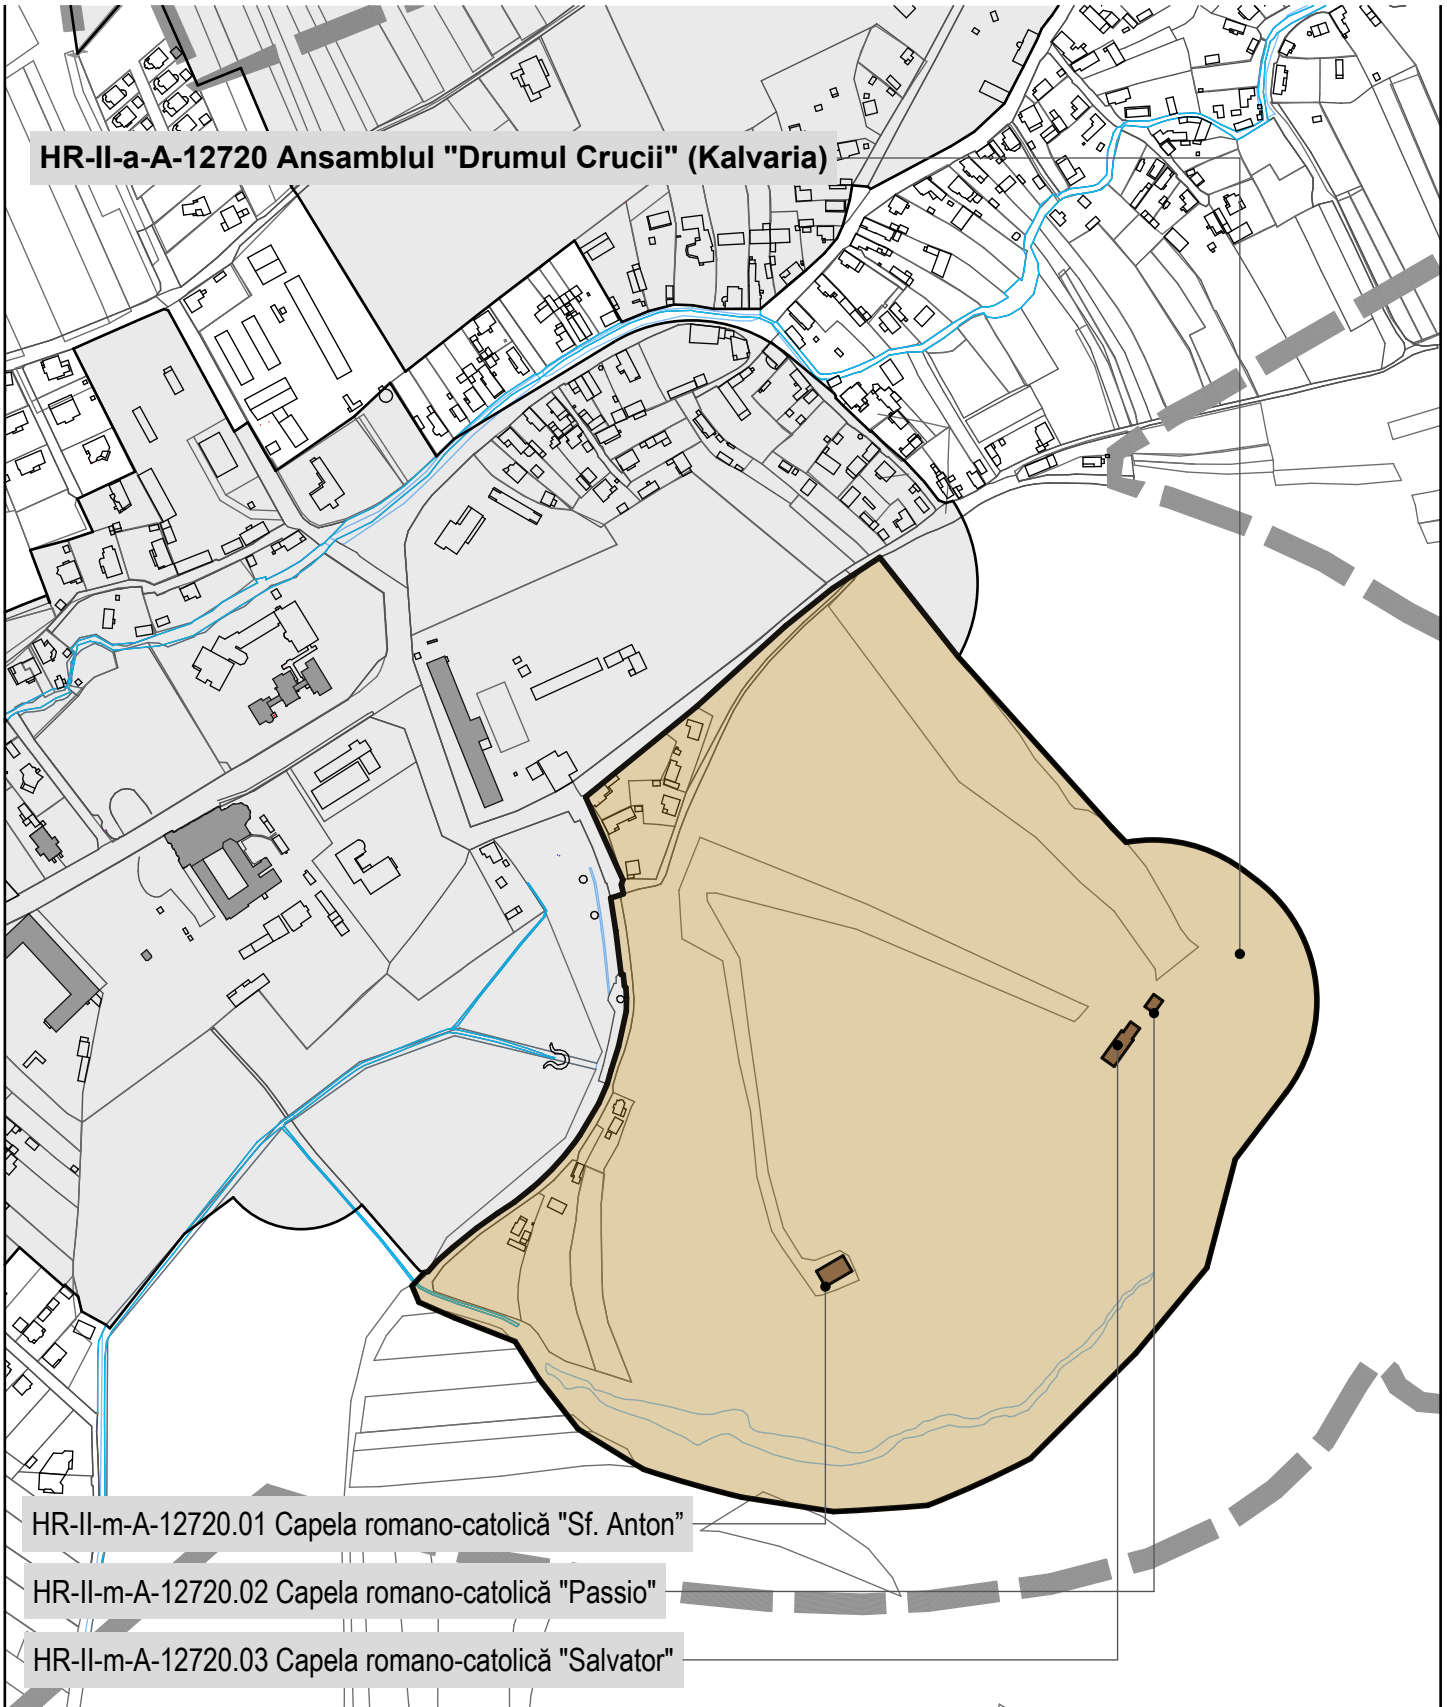 HR-II-a-A-12720 Ansamblul "Drumul Crucii" (Kalvaria)
HR-II-m-A-12720.01 Capela romano-catolică "Sf. Anton”
HR-II-m-A-12720.02 Capela romano-catolică "Passio"
HR-II-m-A-12720.03 Capela romano-catolică "Salvator"